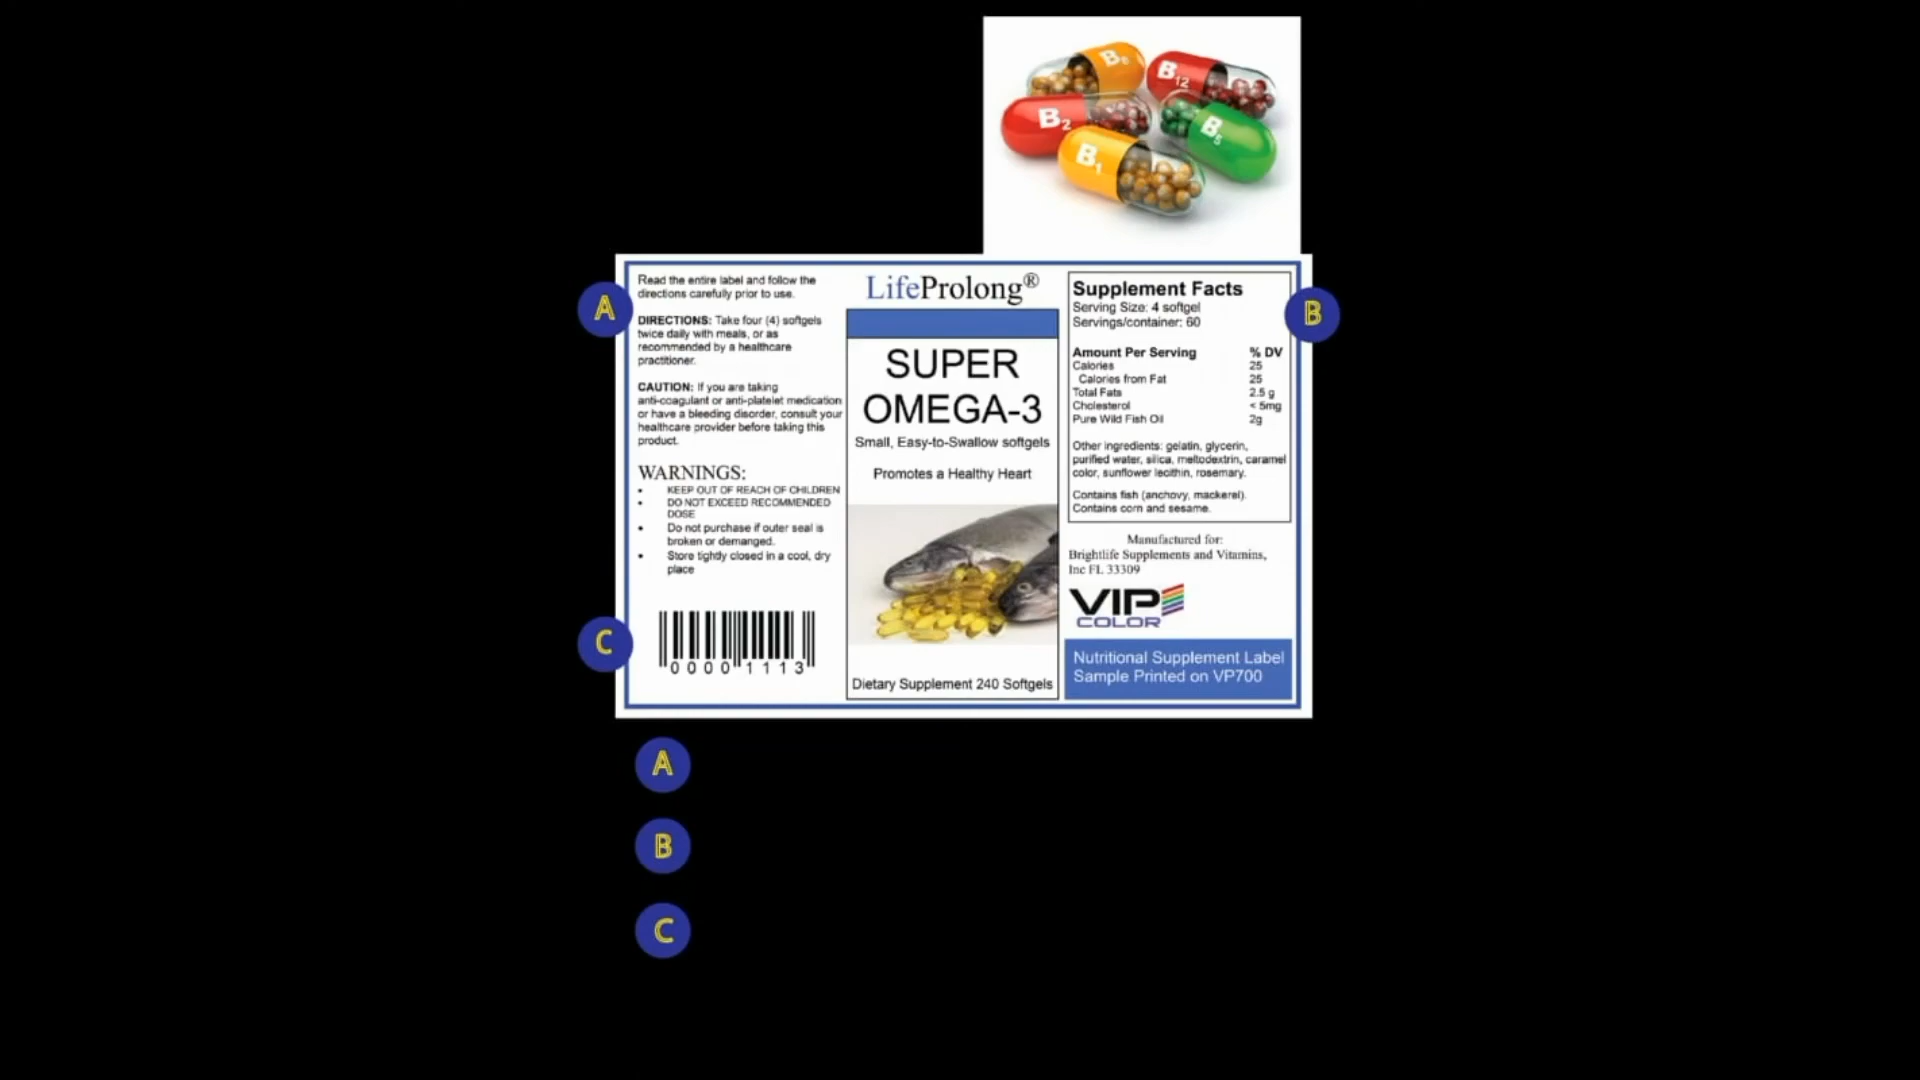 B6
B12
B2
B5
B1
A
Read the entire label and follow the
directions carefully prior to use.
DIRECTIONS: Take four (4) softgels
twice daily with meals, or as
recommended by a healthcare
practitioner.
CAUTION: If you are taking
anti-coagulant or anti-platelet medication
or have a bleeding disorder, consult your
healthcare provider before taking this
product.
WARNINGS:
• KEEP OUT OF REACH OF CHILDREN
• DO NOT EXCEED RECOMMENDED
DOSE
• Do not purchase if outer seal is
broken or demanged.
• Store tightly closed in a cool, dry
place
C
0000 1113
LifeProlong®
SUPER
OMEGA-3
Small, Easy-to-Swallow softgels
Promotes a Healthy Heart
Dietary Supplement 240 Softgels
B
Supplement Facts
Serving Size: 4 softgel
Servings/container: 60
Amount Per Serving % DV
Calories 25
Calories from Fat 25
Total Fats 2.5 g
Cholesterol < 5mg
Pure Wild Fish Oil 2g
Other ingredients: gelatin, glycerin,
purified water, silica, meltodextrin, caramel
color, sunflower lecithin, rosemary.
Contains fish (anchovy, mackerel).
Contains corn and sesame.
Manufactured for:
Brightlife Supplements and Vitamins,
Inc FL 33309
VIP
COLOR
Nutritional Supplement Label
Sample Printed on VP700
A
B
C